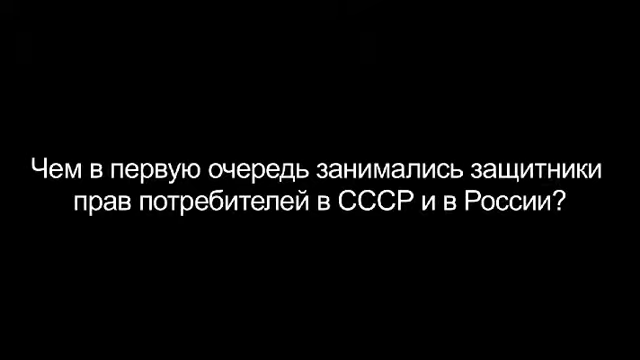 Чем в первую очередь занимались защитники
прав потребителей в СССР и в России?